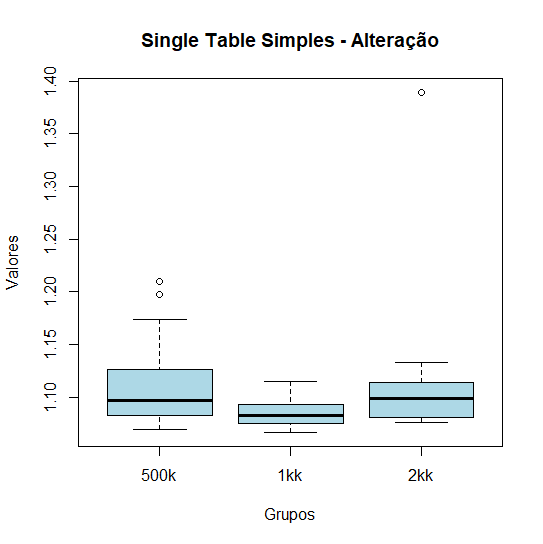 Single Table Simples - Alteração
Valores
1.40
1.35
1.30
1.25
1.20
1.15
1.10
500k
1kk
2kk
Grupos